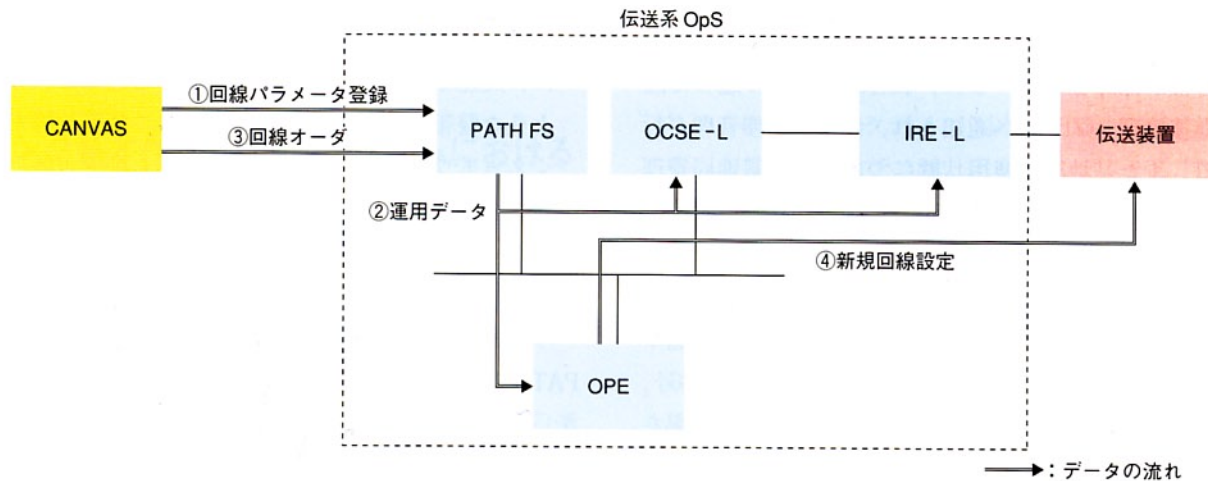 伝送系 OpS
①回線パラメータ登録
CANVAS
③回線オーダ
PATH FS
OCSE-L
IRE-L
伝送装置
②運用データ
④新規回線設定
OPE
:データの流れ